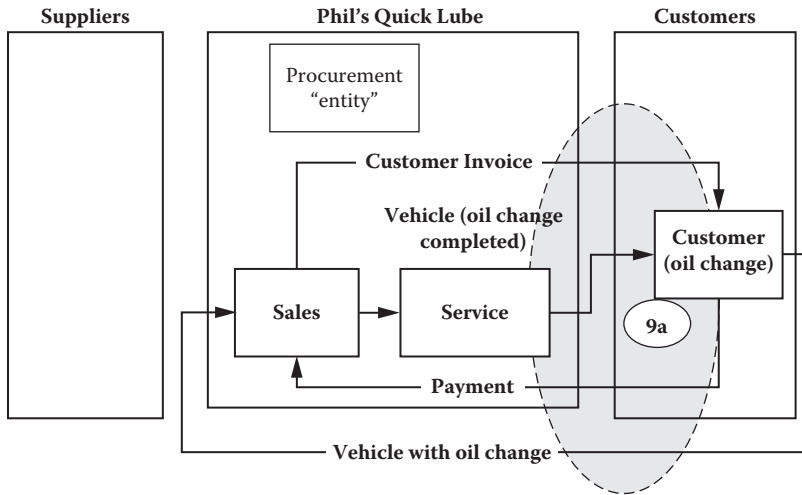 Suppliers
Phil’s Quick Lube
Customers
Procurement
“entity”
Customer Invoice
Vehicle (oil change
completed)
Customer
(oil change)
Sales
Service
9a
Payment
Vehicle with oil change